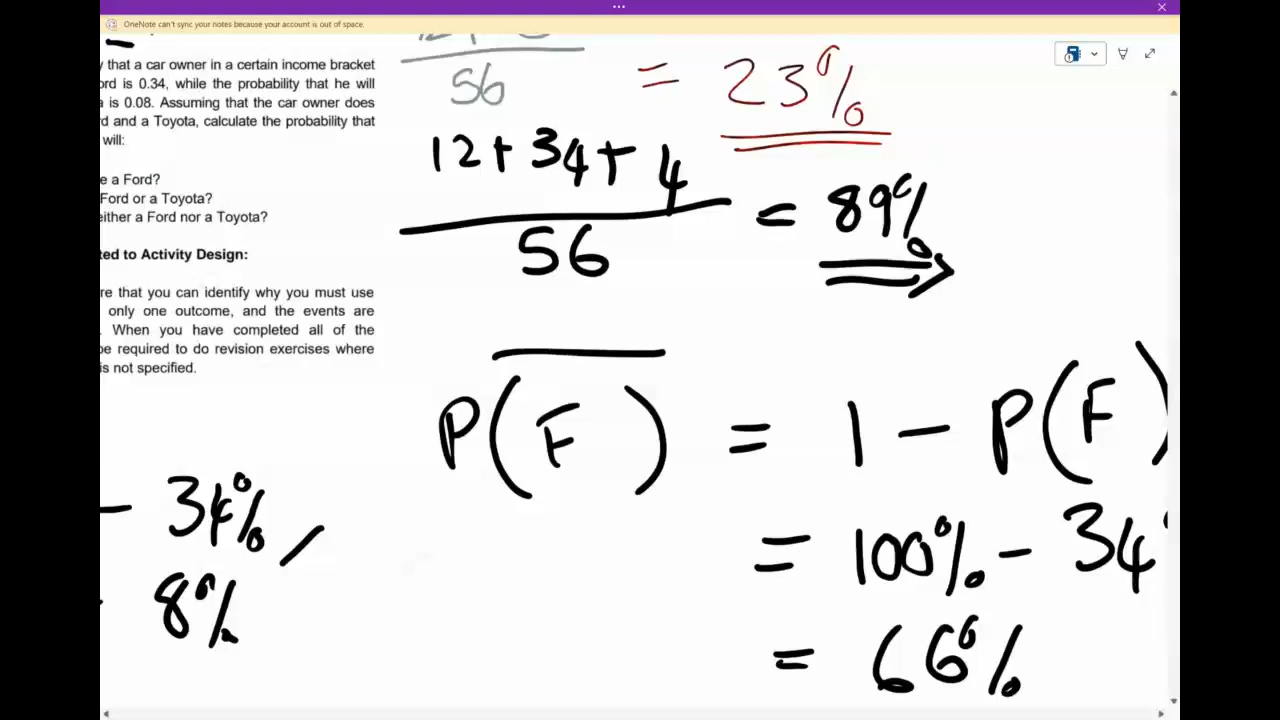 OneNote can't sync your notes because your account is out of space.
y that a car owner in a certain income bracket
ord is 0.34, while the probability that he will
a is 0.08. Assuming that the car owner does
rd and a Toyota, calculate the probability that
will:
e a Ford?
Ford or a Toyota?
either a Ford nor a Toyota?
ted to Activity Design:
re that you can identify why you must use
only one outcome, and the events are
. When you have completed all of the
be required to do revision exercises where
is not specified.
56
= 23%
12 + 34 + 4
56
= 89%
P(F) = 1 - P(F)
= 100% - 34
= 66%
- 34%
8%